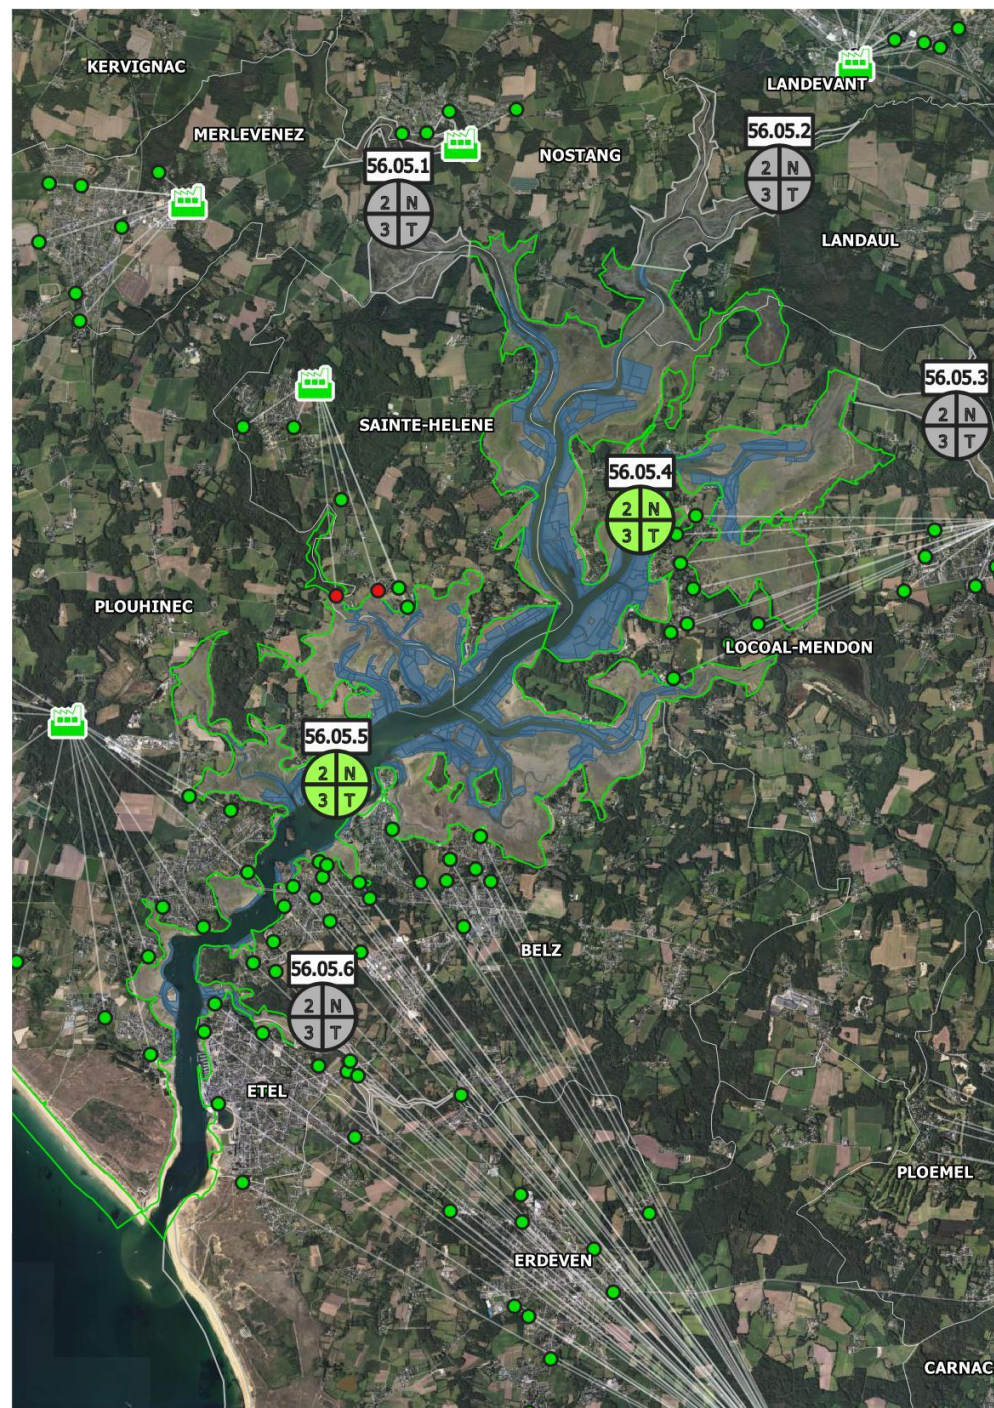 KERVIGNAC
LANDEVANT
MERLEVENEZ
56.05.2
2 N
3 T
NOSTANG
56.05.1
2 N
3 T
LANDAUL
56.05.3
2 N
3 T
SAINTE-HELENE
56.05.4
2 N
3 T
PLOUHINEC
LOCOAL-MENDON
56.05.5
2 N
3 T
BELZ
56.05.6
2 N
3 T
ETEL
PLOEMEL
ERDEVEN
CARNAC